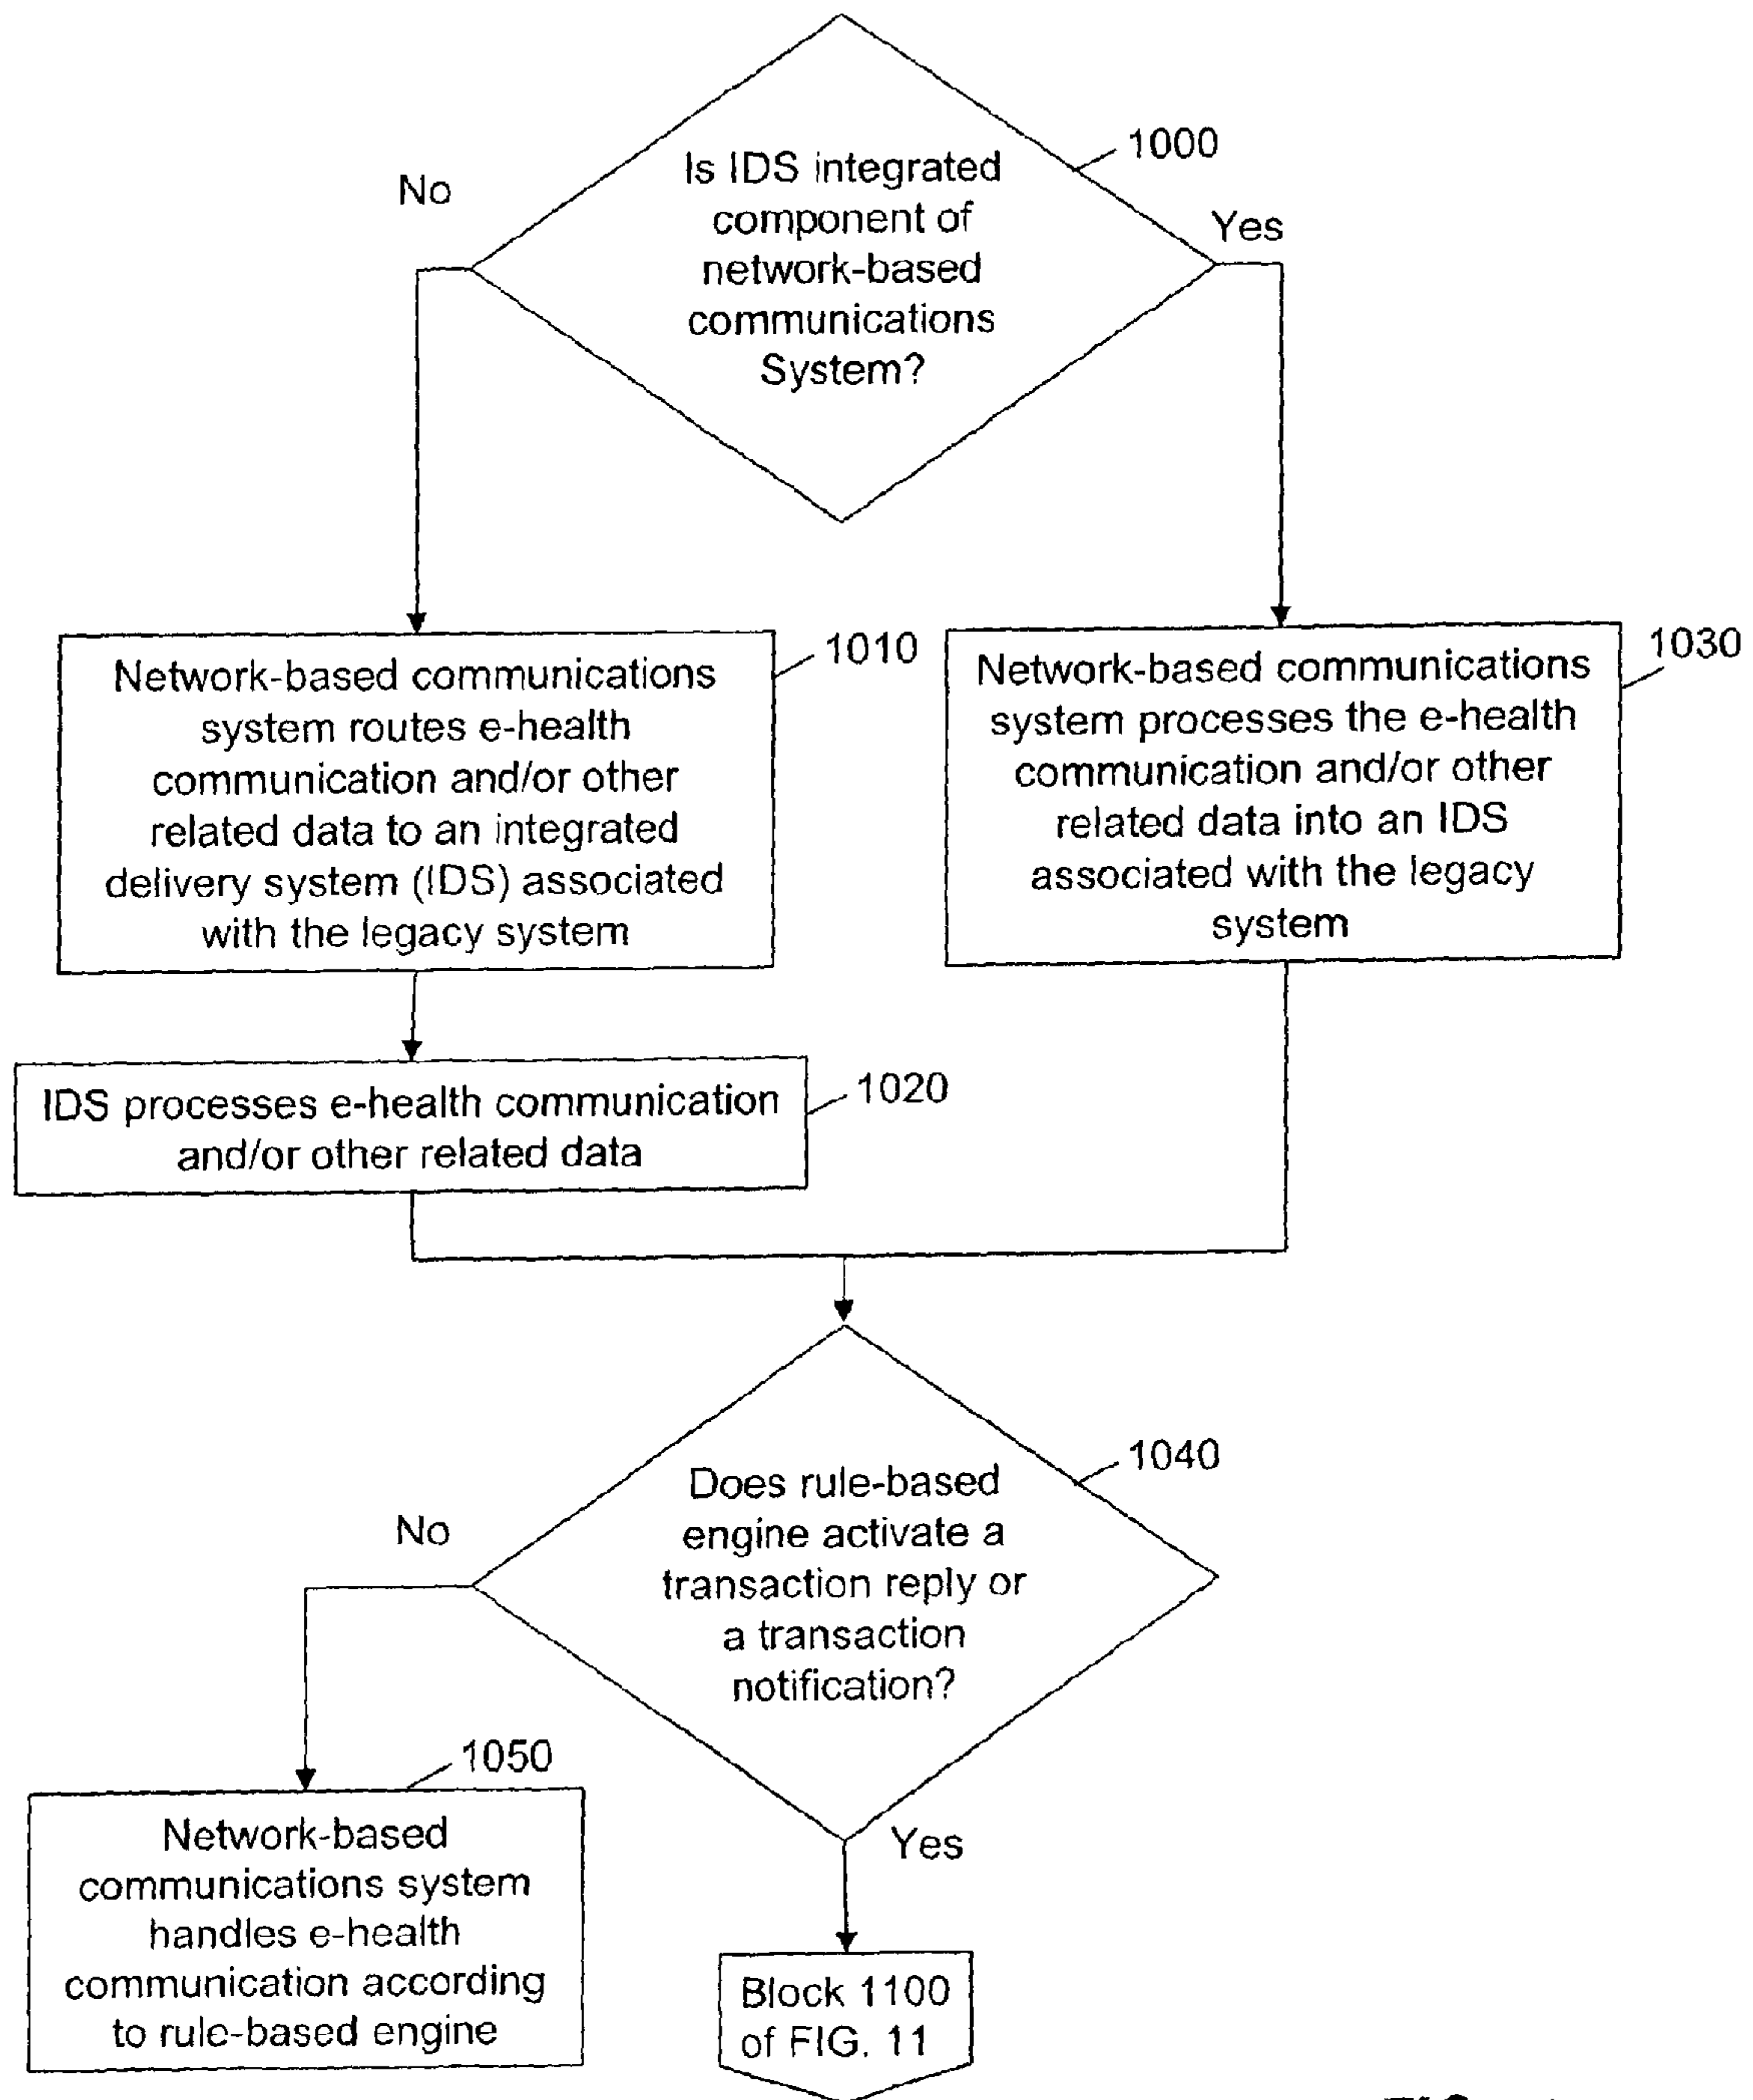 Is IDS integrated
component of
network-based
communications
System?
1000
No
Yes
Network-based communications
system routes e-health
communication and/or other
related data to an integrated
delivery system (IDS) associated
with the legacy system
1010
Network-based communications
system processes the e-health
communication and/or other
related data into an IDS
associated with the legacy
system
1030
IDS processes e-health communication
and/or other related data
1020
Does rule-based
engine activate a
transaction reply or
a transaction
notification?
1040
No
Yes
1050
Network-based
communications system
handles e-health
communication according
to rule-based engine
Block 1100
of FIG. 11